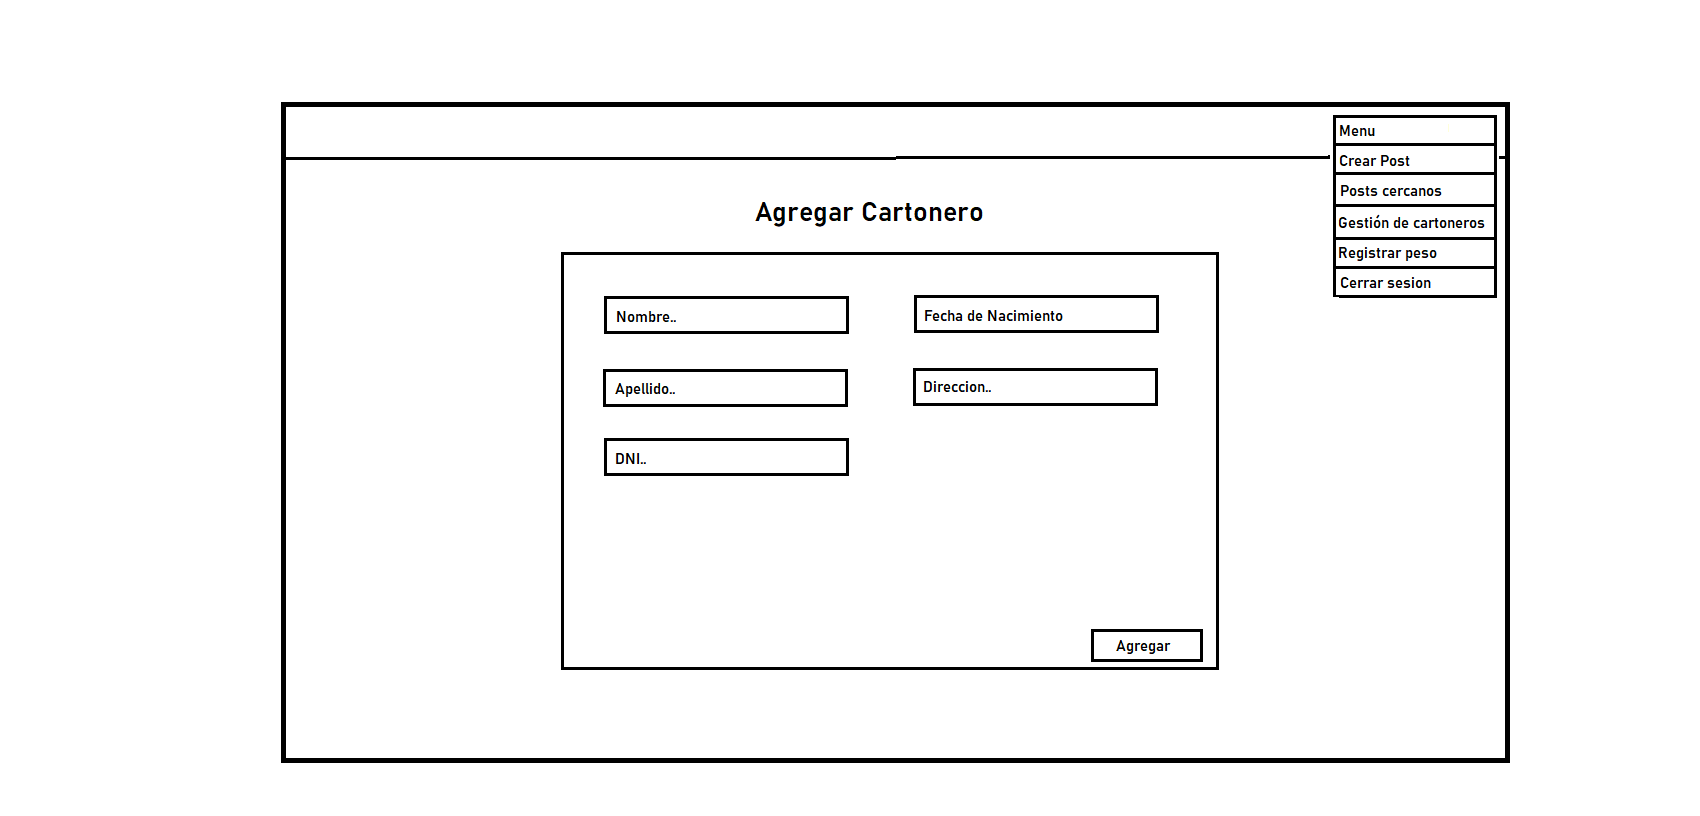 Menu
Crear Post
Posts cercanos
Gestión de cartoneros
Registrar peso
Cerrar sesion
Agregar Cartonero
Nombre..
Fecha de Nacimiento
Apellido..
Direccion..
DNI..
Agregar